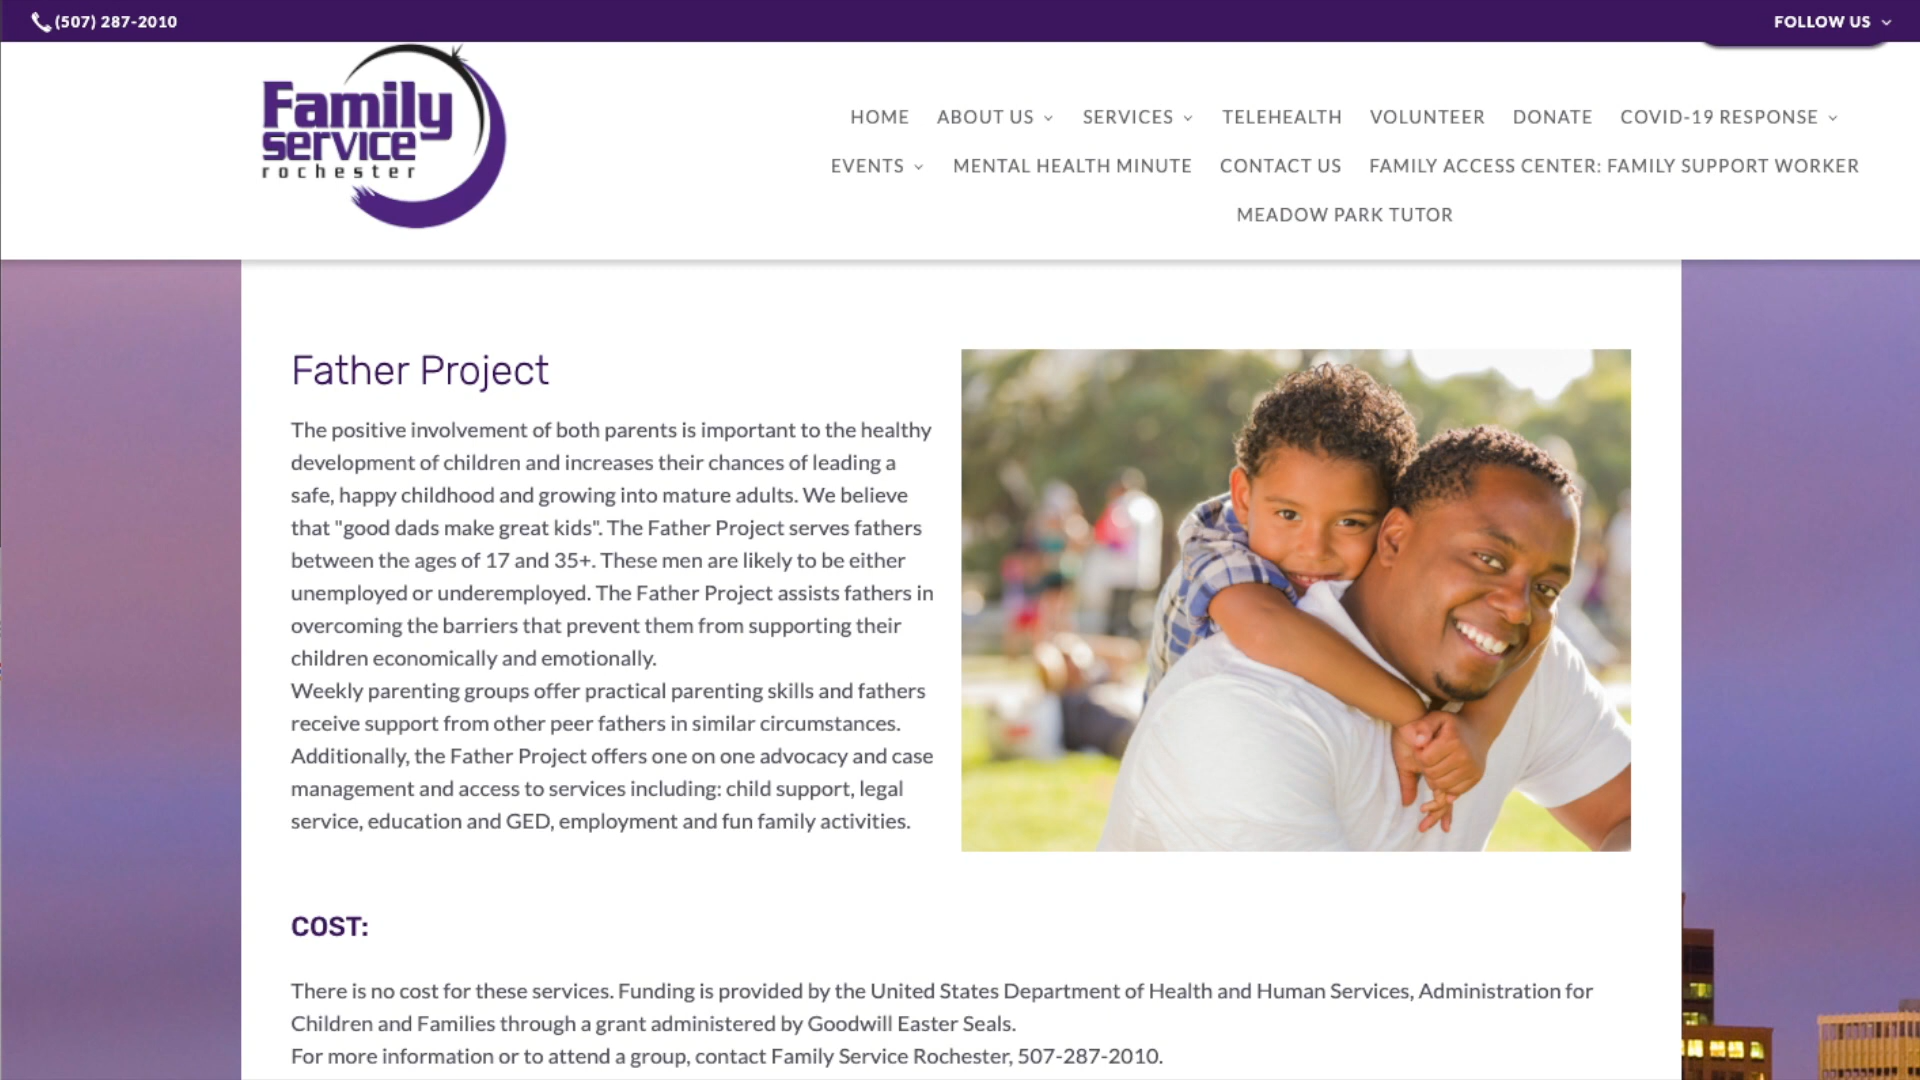 (507) 287-2010
FOLLOW US
Family
service
rochester
HOME ABOUT US SERVICES TELEHEALTH VOLUNTEER DONATE COVID-19 RESPONSE
EVENTS MENTAL HEALTH MINUTE CONTACT US FAMILY ACCESS CENTER: FAMILY SUPPORT WORKER
MEADOW PARK TUTOR
Father Project
The positive involvement of both parents is important to the healthy
development of children and increases their chances of leading a
safe, happy childhood and growing into mature adults. We believe
that "good dads make great kids". The Father Project serves fathers
between the ages of 17 and 35+. These men are likely to be either
unemployed or underemployed. The Father Project assists fathers in
overcoming the barriers that prevent them from supporting their
children economically and emotionally.
Weekly parenting groups offer practical parenting skills and fathers
receive support from other peer fathers in similar circumstances.
Additionally, the Father Project offers one on one advocacy and case
management and access to services including: child support, legal
service, education and GED, employment and fun family activities.
COST:
There is no cost for these services. Funding is provided by the United States Department of Health and Human Services, Administration for
Children and Families through a grant administered by Goodwill Easter Seals.
For more information or to attend a group, contact Family Service Rochester, 507-287-2010.